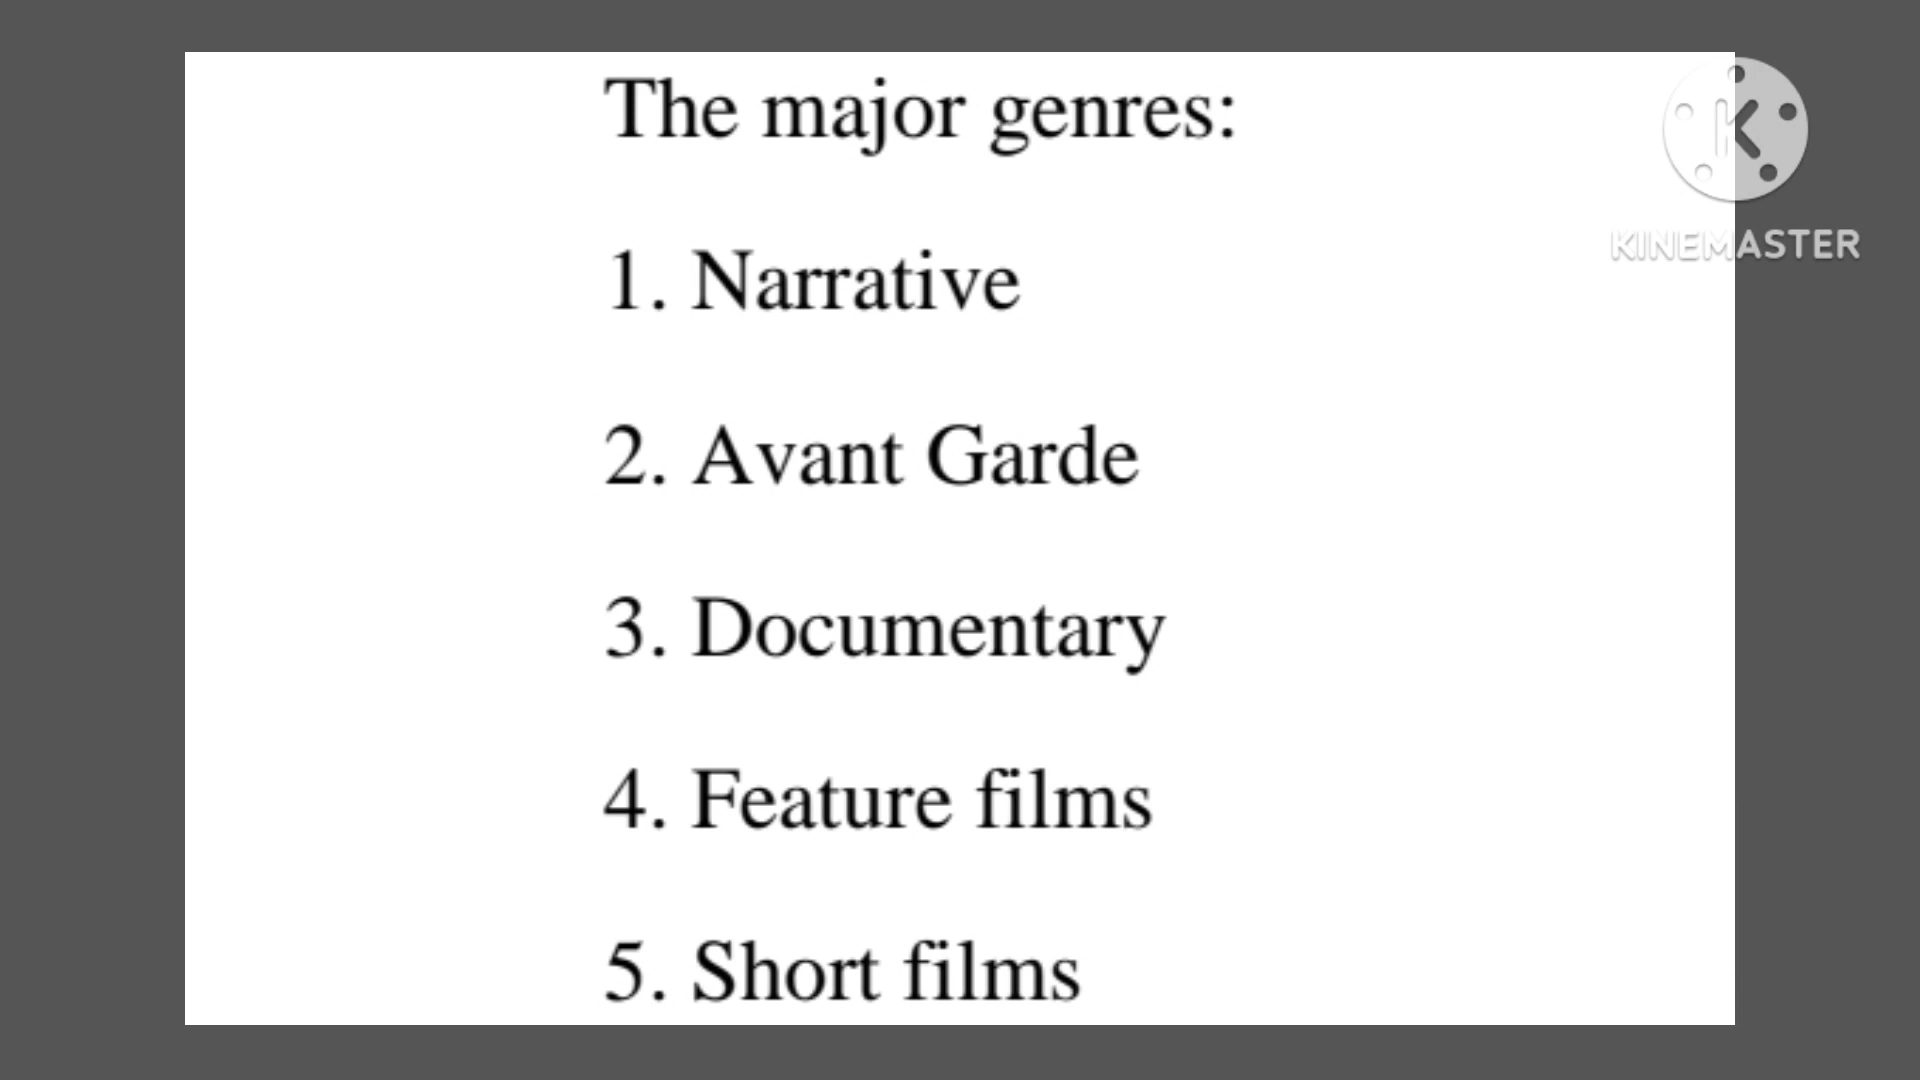 The major genres:
1. Narrative
2. Avant Garde
3. Documentary
4. Feature films
5. Short films
K
KINEMASTER